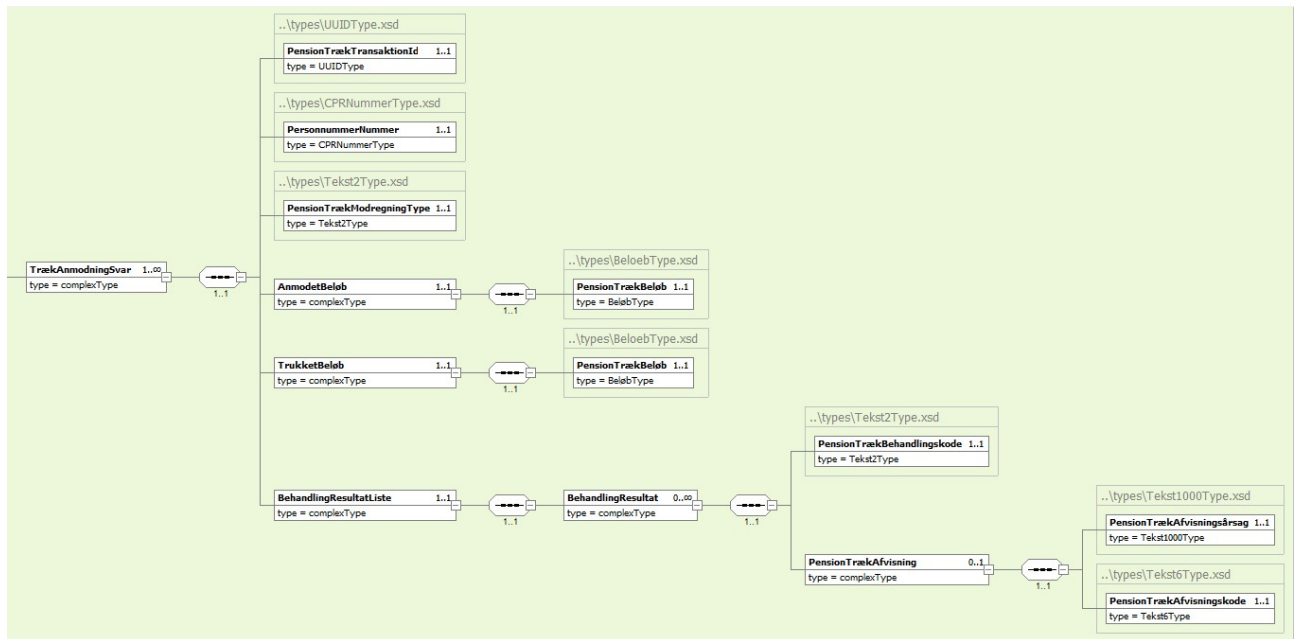 ..\types\UUIDType.xsd
PensionTrækTransaktionId 1..1
type = UUIDType
..\types\CPRNummerType.xsd
PersonnummerNummer 1..1
type = CPRNummerType
..\types\Tekst2Type.xsd
PensionTrækModregningType 1..1
type = Tekst2Type
TrækAnmodningSvar 1..∞
type = complexType
1..1
AnmodetBeløb 1..1
type = complexType
1..1
..\types\BeloebType.xsd
PensionTrækBeløb 1..1
type = BeløbType
TrukketBeløb 1..1
type = complexType
1..1
..\types\BeloebType.xsd
PensionTrækBeløb 1..1
type = BeløbType
BehandlingResultatListe 1..1
type = complexType
1..1
BehandlingResultat 0..∞
type = complexType
1..1
..\types\Tekst2Type.xsd
PensionTrækBehandlingskode 1..1
type = Tekst2Type
PensionTrækAfvisning 0..1
type = complexType
1..1
..\types\Tekst1000Type.xsd
PensionTrækAfvisningsårsag 1..1
type = Tekst1000Type
..\types\Tekst6Type.xsd
PensionTrækAfvisningskode 1..1
type = Tekst6Type